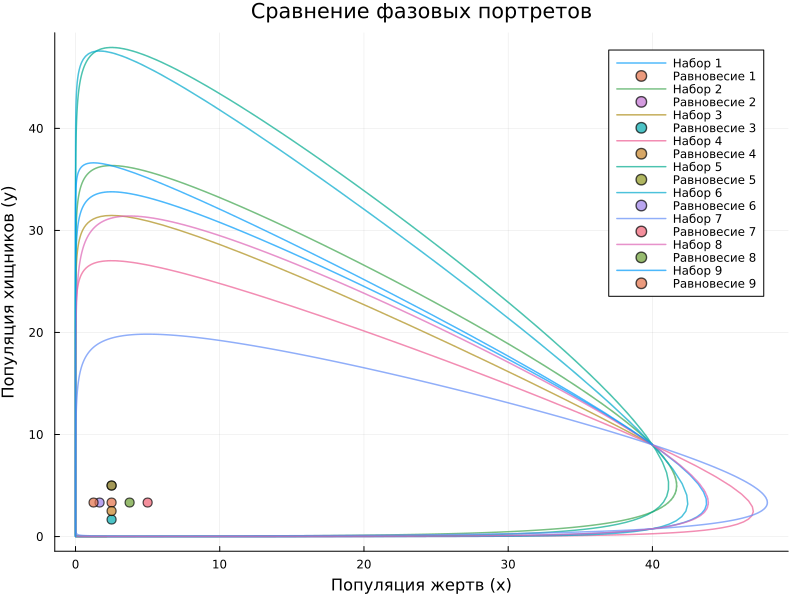 Сравнение фазовых портретов
Набор 1
Равновесие 1
Набор 2
Равновесие 2
Набор 3
Равновесие 3
Набор 4
Равновесие 4
Набор 5
Равновесие 5
Набор 6
Равновесие 6
Набор 7
Равновесие 7
Набор 8
Равновесие 8
Набор 9
Равновесие 9
Популяция хищников (y)
40
30
20
10
0
0 10 20 30 40
Популяция жертв (x)